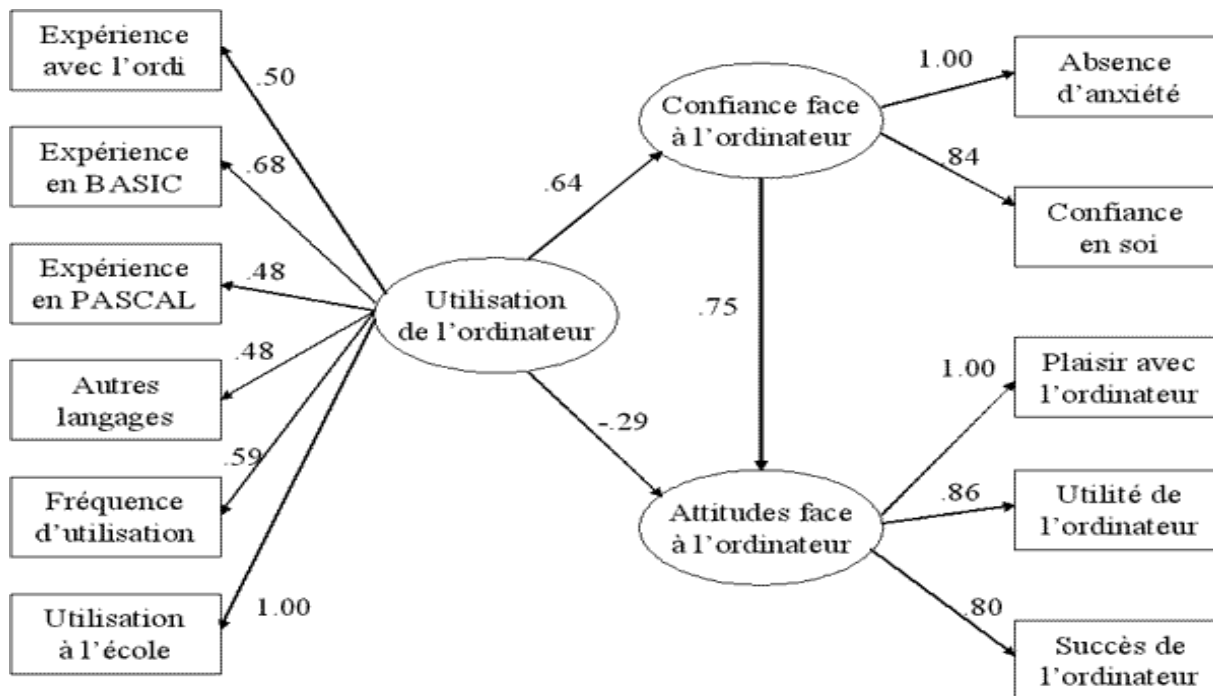 Expérience
avec l'ordi
.50
Expérience
en BASIC
.68
Expérience
en PASCAL
.48
Autres
langages
.48
Fréquence
d'utilisation
.59
Utilisation
à l'école
1.00
Utilisation
de l'ordinateur
.64
-.29
Confiance face
à l'ordinateur
.75
Attitudes face
à l'ordinateur
1.00
Absence
d'anxiété
.84
Confiance
en soi
1.00
Plaisir avec
l'ordinateur
.86
Utilité de
l'ordinateur
.80
Succès de
l'ordinateur